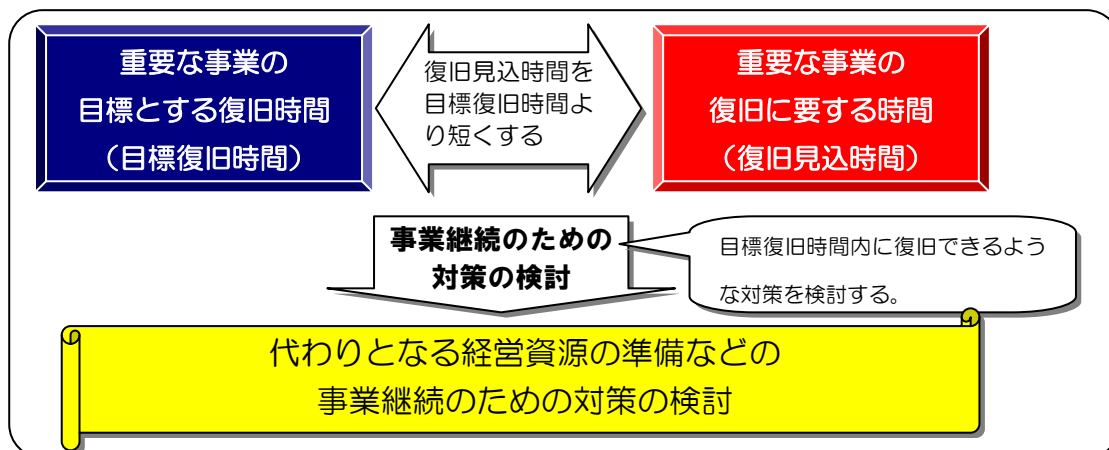 重要な事業の
目標とする復旧時間
（目標復旧時間）
復旧見込時間を
目標復旧時間よ
り短くする
重要な事業の
復旧に要する時間
（復旧見込時間）
事業継続のための
対策の検討
目標復旧時間内に復旧できるよう
な対策を検討する。
代わりとなる経営資源の準備などの
事業継続のための対策の検討